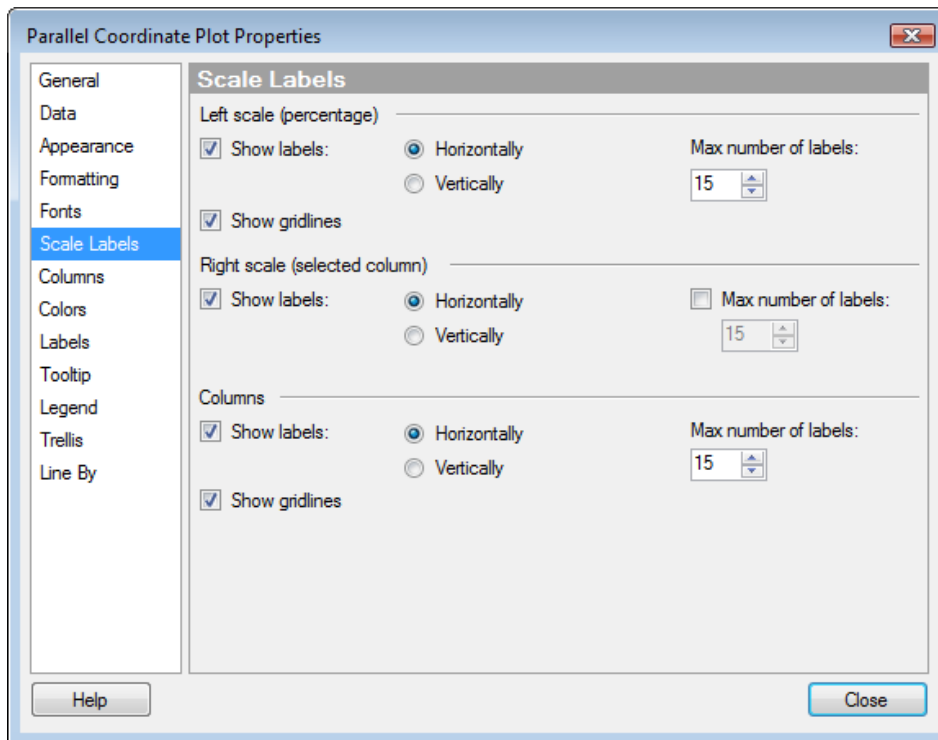 Parallel Coordinate Plot Properties
General
Data
Appearance
Formatting
Fonts
Scale Labels
Columns
Colors
Labels
Tooltip
Legend
Trellis
Line By
Scale Labels
Left scale (percentage)
Show labels: Horizontally Max number of labels:
Vertically 15
Show gridlines
Right scale (selected column)
Show labels: Horizontally Max number of labels:
Vertically 15
Columns
Show labels: Horizontally Max number of labels:
Vertically 15
Show gridlines
Help Close